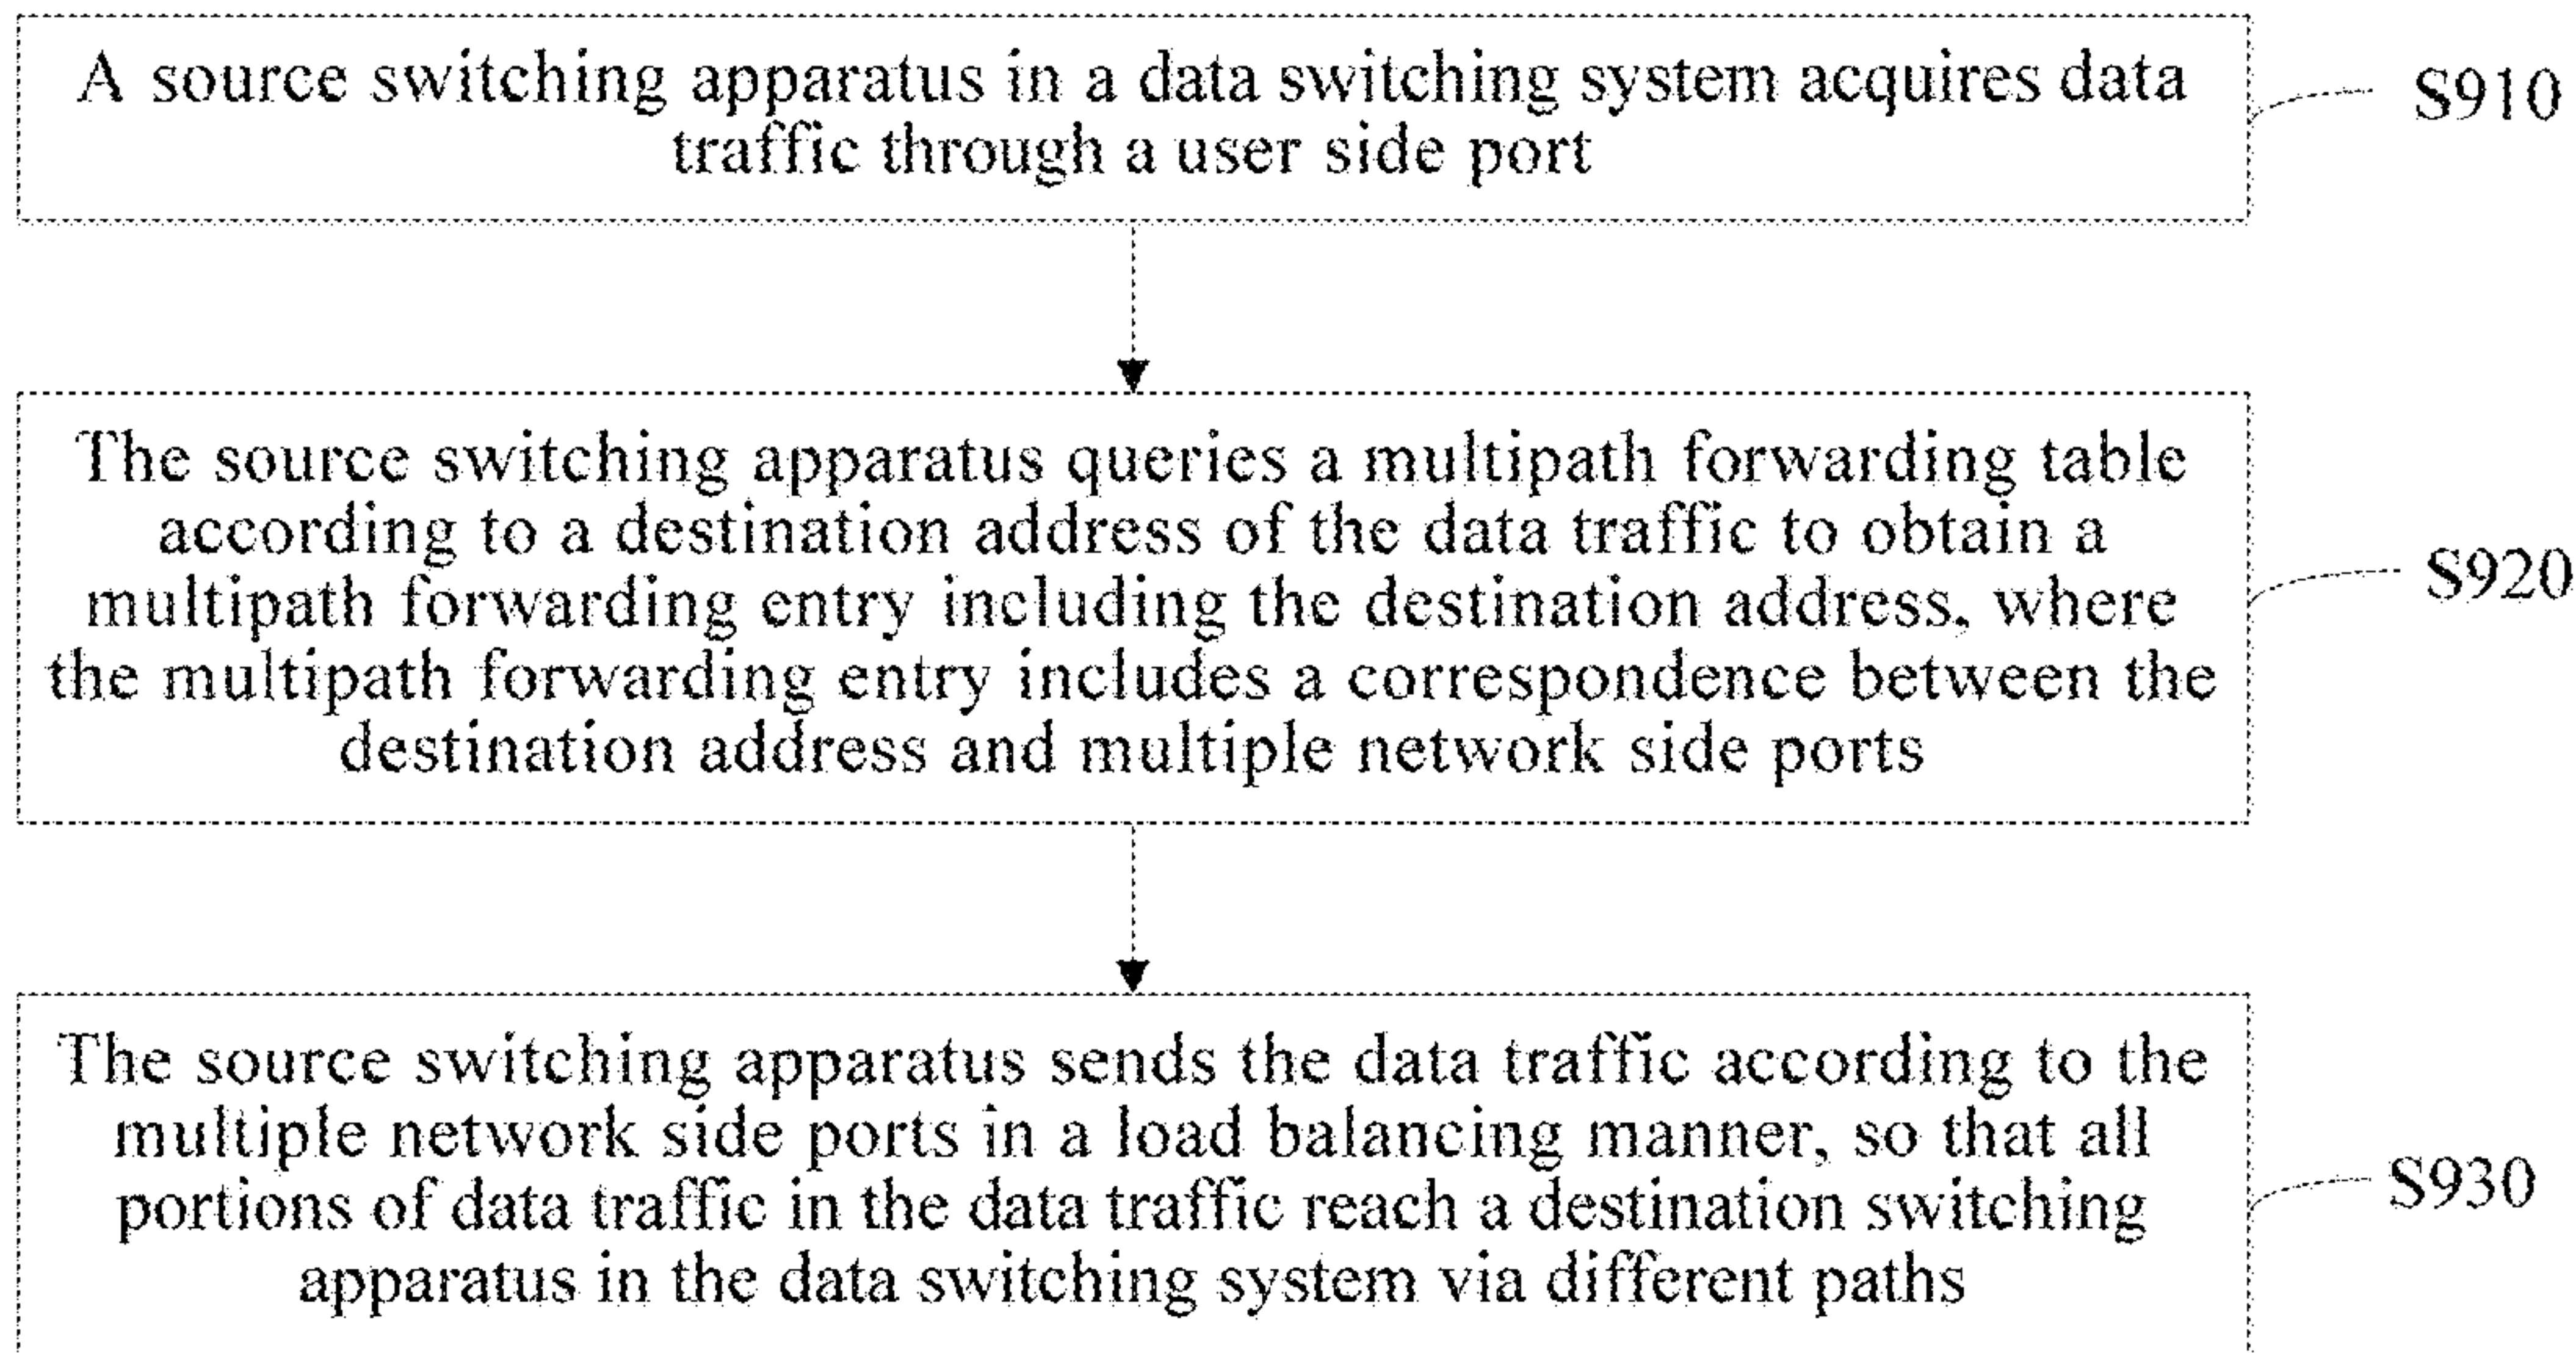 A source switching apparatus in a data switching system acquires data
traffic through a user side port
S910
The source switching apparatus queries a multipath forwarding table
according to a destination address of the data traffic to obtain a
multipath forwarding entry including the destination address, where
the multipath forwarding entry includes a correspondence between the
destination address and multiple network side ports
S920
The source switching apparatus sends the data traffic according to the
multiple network side ports in a load balancing manner, so that all
portions of data traffic in the data traffic reach a destination switching
apparatus in the data switching system via different paths
S930